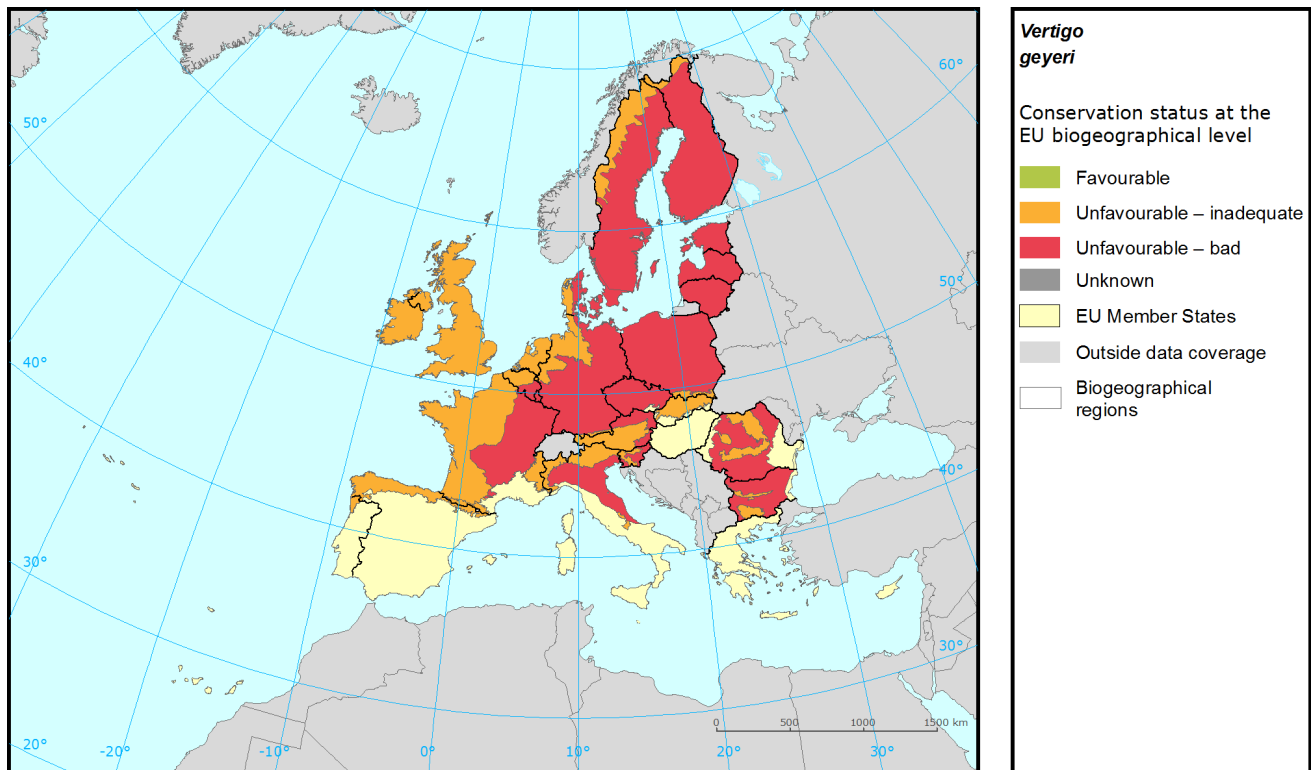 Vertigo
geyeri
Conservation status at the
EU biogeographical level
Favourable
Unfavourable – inadequate
Unfavourable – bad
Unknown
EU Member States
Outside data coverage
Biogeographical
regions
60°
50°
50°
40°
40°
30°
30°
20°
-20°
-10°
0°
10°
20°
30°
0
500
1000
1500 km